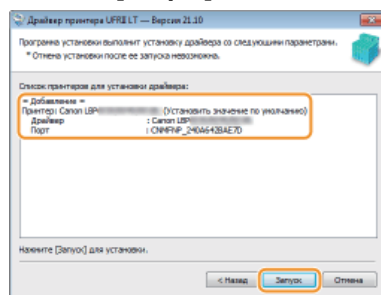 Драйвер принтера UFRII LT — Версия 21.10
Программа установки выполнит установку драйвера со следующими параметрами.
* Отмена установки после ее запуска невозможна.
Список принтеров для установки драйвера:
= Добавление =
Принтер: Canon LBP (Установить значение по умолчанию)
Драйвер : Canon LBP
Порт : CNMFNP_240A642BAE7D
Нажмите [Запуск] для установки.
< Назад Запуск Отмена